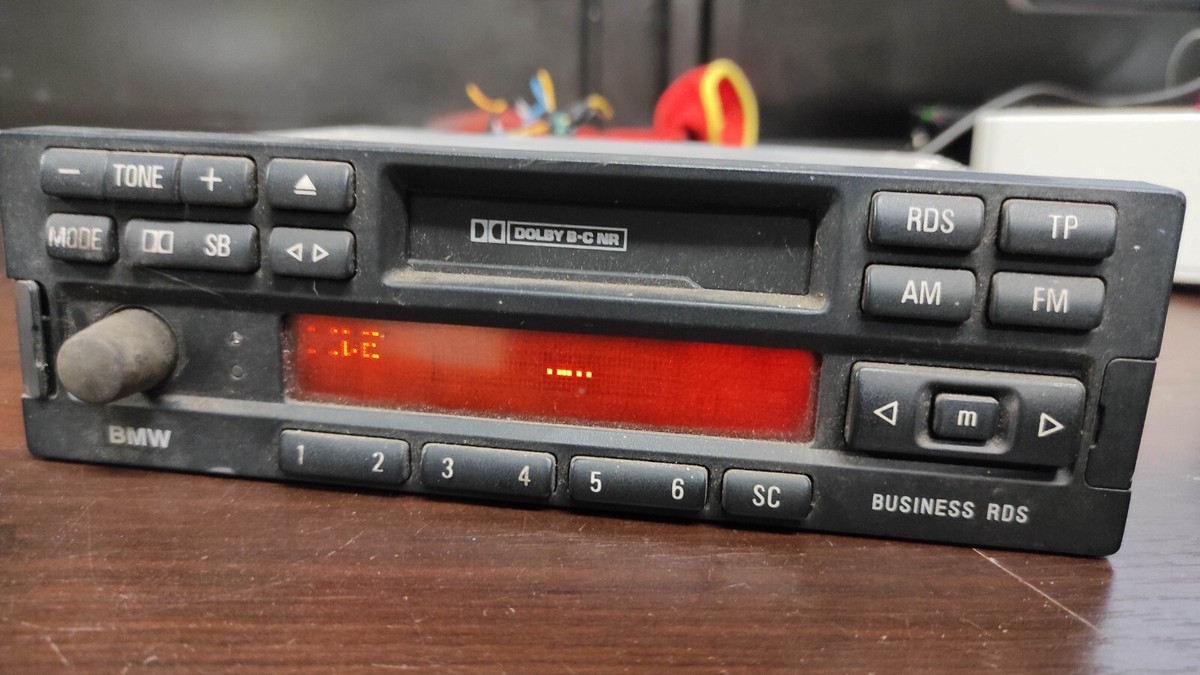 − TONE +
MODE
SB
DOLBY B-C NR
RDS TP
AM FM
m
BMW
1 2 3 4 5 6 SC
BUSINESS RDS